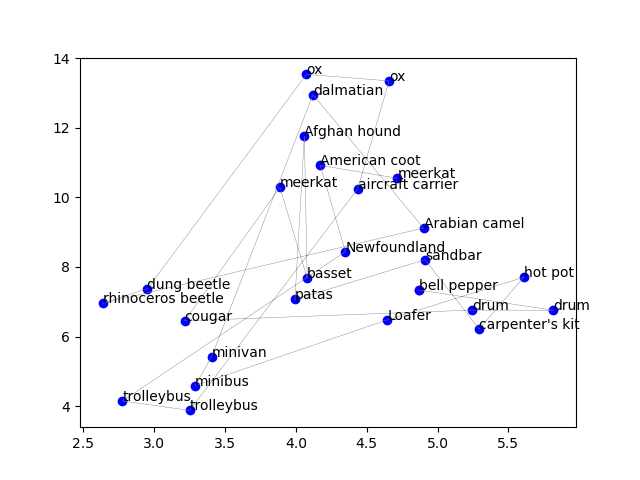 14
ox
ox
dalmatian
12
Afghan hound
American coot
meerkat
meerkat
aircraft carrier
10
Arabian camel
Newfoundland
sandbar
8
basset
hot pot
dung beetle
bell pepper
patas
rhinoceros beetle
drum
drum
Loafer
cougar
carpenter's kit
6
minivan
minibus
trolleybus
trolleybus
4
2.5 3.0 3.5 4.0 4.5 5.0 5.5